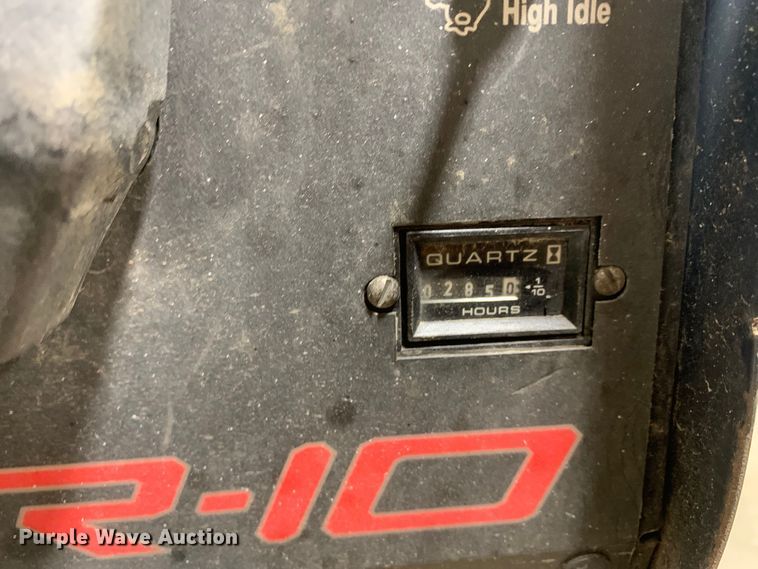 High Idle
QUARTZ
02850 1/10
HOURS
R-10
Purple Wave Auction